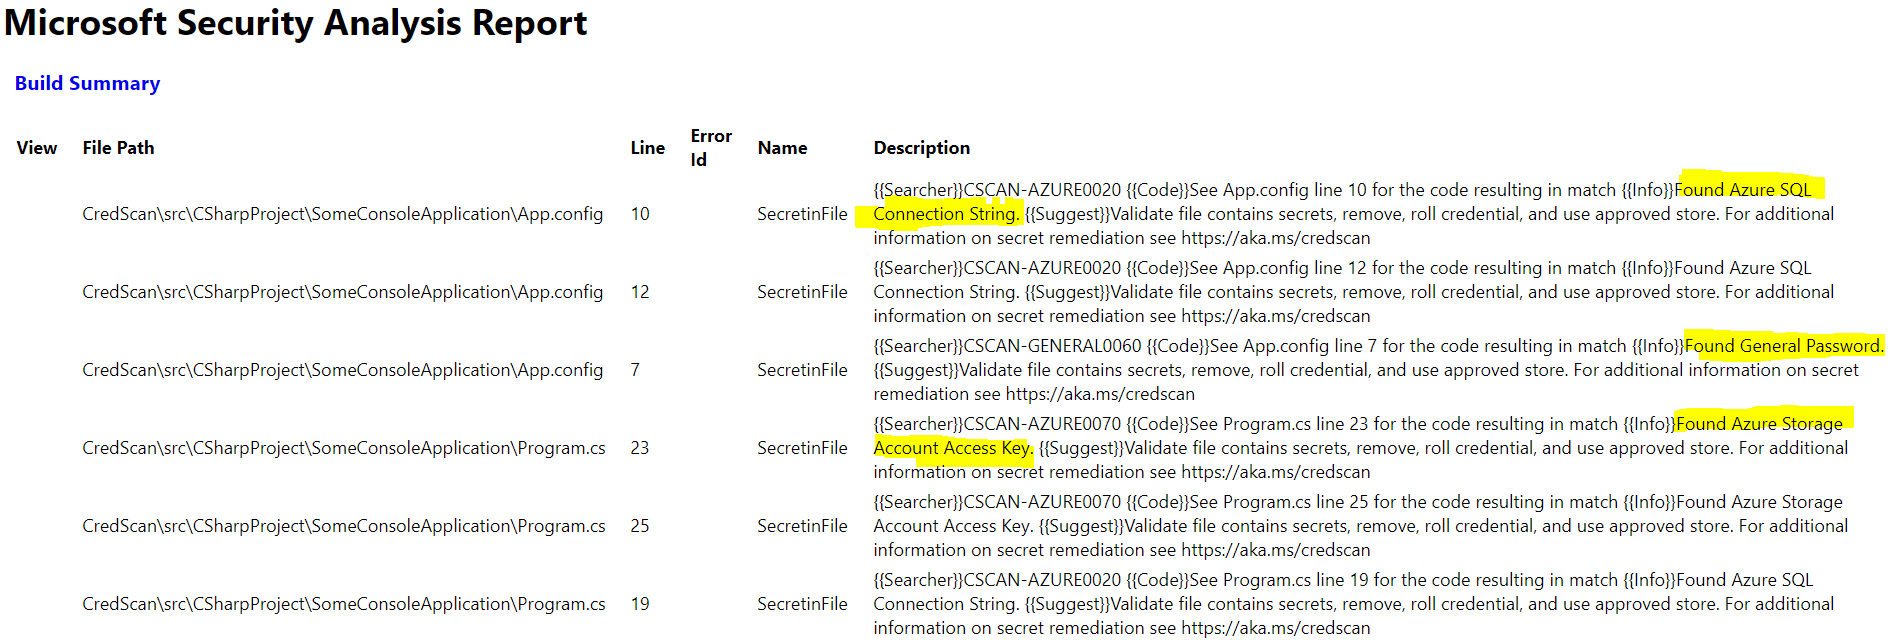 Microsoft Security Analysis Report
Build Summary
View File Path Line Error Id Name Description
{{Searcher}}CSCAN-AZURE0020 {{Code}}See App.config line 10 for the code resulting in match {{Info}}Found Azure SQL
CredScan\src\CSharpProject\SomeConsoleApplication\App.config 10 SecretinFile Connection String. {{Suggest}}Validate file contains secrets, remove, roll credential, and use approved store. For additional
information on secret remediation see https://aka.ms/credscan
{{Searcher}}CSCAN-AZURE0020 {{Code}}See App.config line 12 for the code resulting in match {{Info}}Found Azure SQL
CredScan\src\CSharpProject\SomeConsoleApplication\App.config 12 SecretinFile Connection String. {{Suggest}}Validate file contains secrets, remove, roll credential, and use approved store. For additional
information on secret remediation see https://aka.ms/credscan
{{Searcher}}CSCAN-GENERAL0060 {{Code}}See App.config line 7 for the code resulting in match {{Info}}Found General Password.
CredScan\src\CSharpProject\SomeConsoleApplication\App.config 7 SecretinFile {{Suggest}}Validate file contains secrets, remove, roll credential, and use approved store. For additional information on secret
remediation see https://aka.ms/credscan
{{Searcher}}CSCAN-AZURE0070 {{Code}}See Program.cs line 23 for the code resulting in match {{Info}}Found Azure Storage
CredScan\src\CSharpProject\SomeConsoleApplication\Program.cs 23 SecretinFile Account Access Key. {{Suggest}}Validate file contains secrets, remove, roll credential, and use approved store. For additional
information on secret remediation see https://aka.ms/credscan
{{Searcher}}CSCAN-AZURE0070 {{Code}}See Program.cs line 25 for the code resulting in match {{Info}}Found Azure Storage
CredScan\src\CSharpProject\SomeConsoleApplication\Program.cs 25 SecretinFile Account Access Key. {{Suggest}}Validate file contains secrets, remove, roll credential, and use approved store. For additional
information on secret remediation see https://aka.ms/credscan
{{Searcher}}CSCAN-AZURE0020 {{Code}}See Program.cs line 19 for the code resulting in match {{Info}}Found Azure SQL
CredScan\src\CSharpProject\SomeConsoleApplication\Program.cs 19 SecretinFile Connection String. {{Suggest}}Validate file contains secrets, remove, roll credential, and use approved store. For additional
information on secret remediation see https://aka.ms/credscan